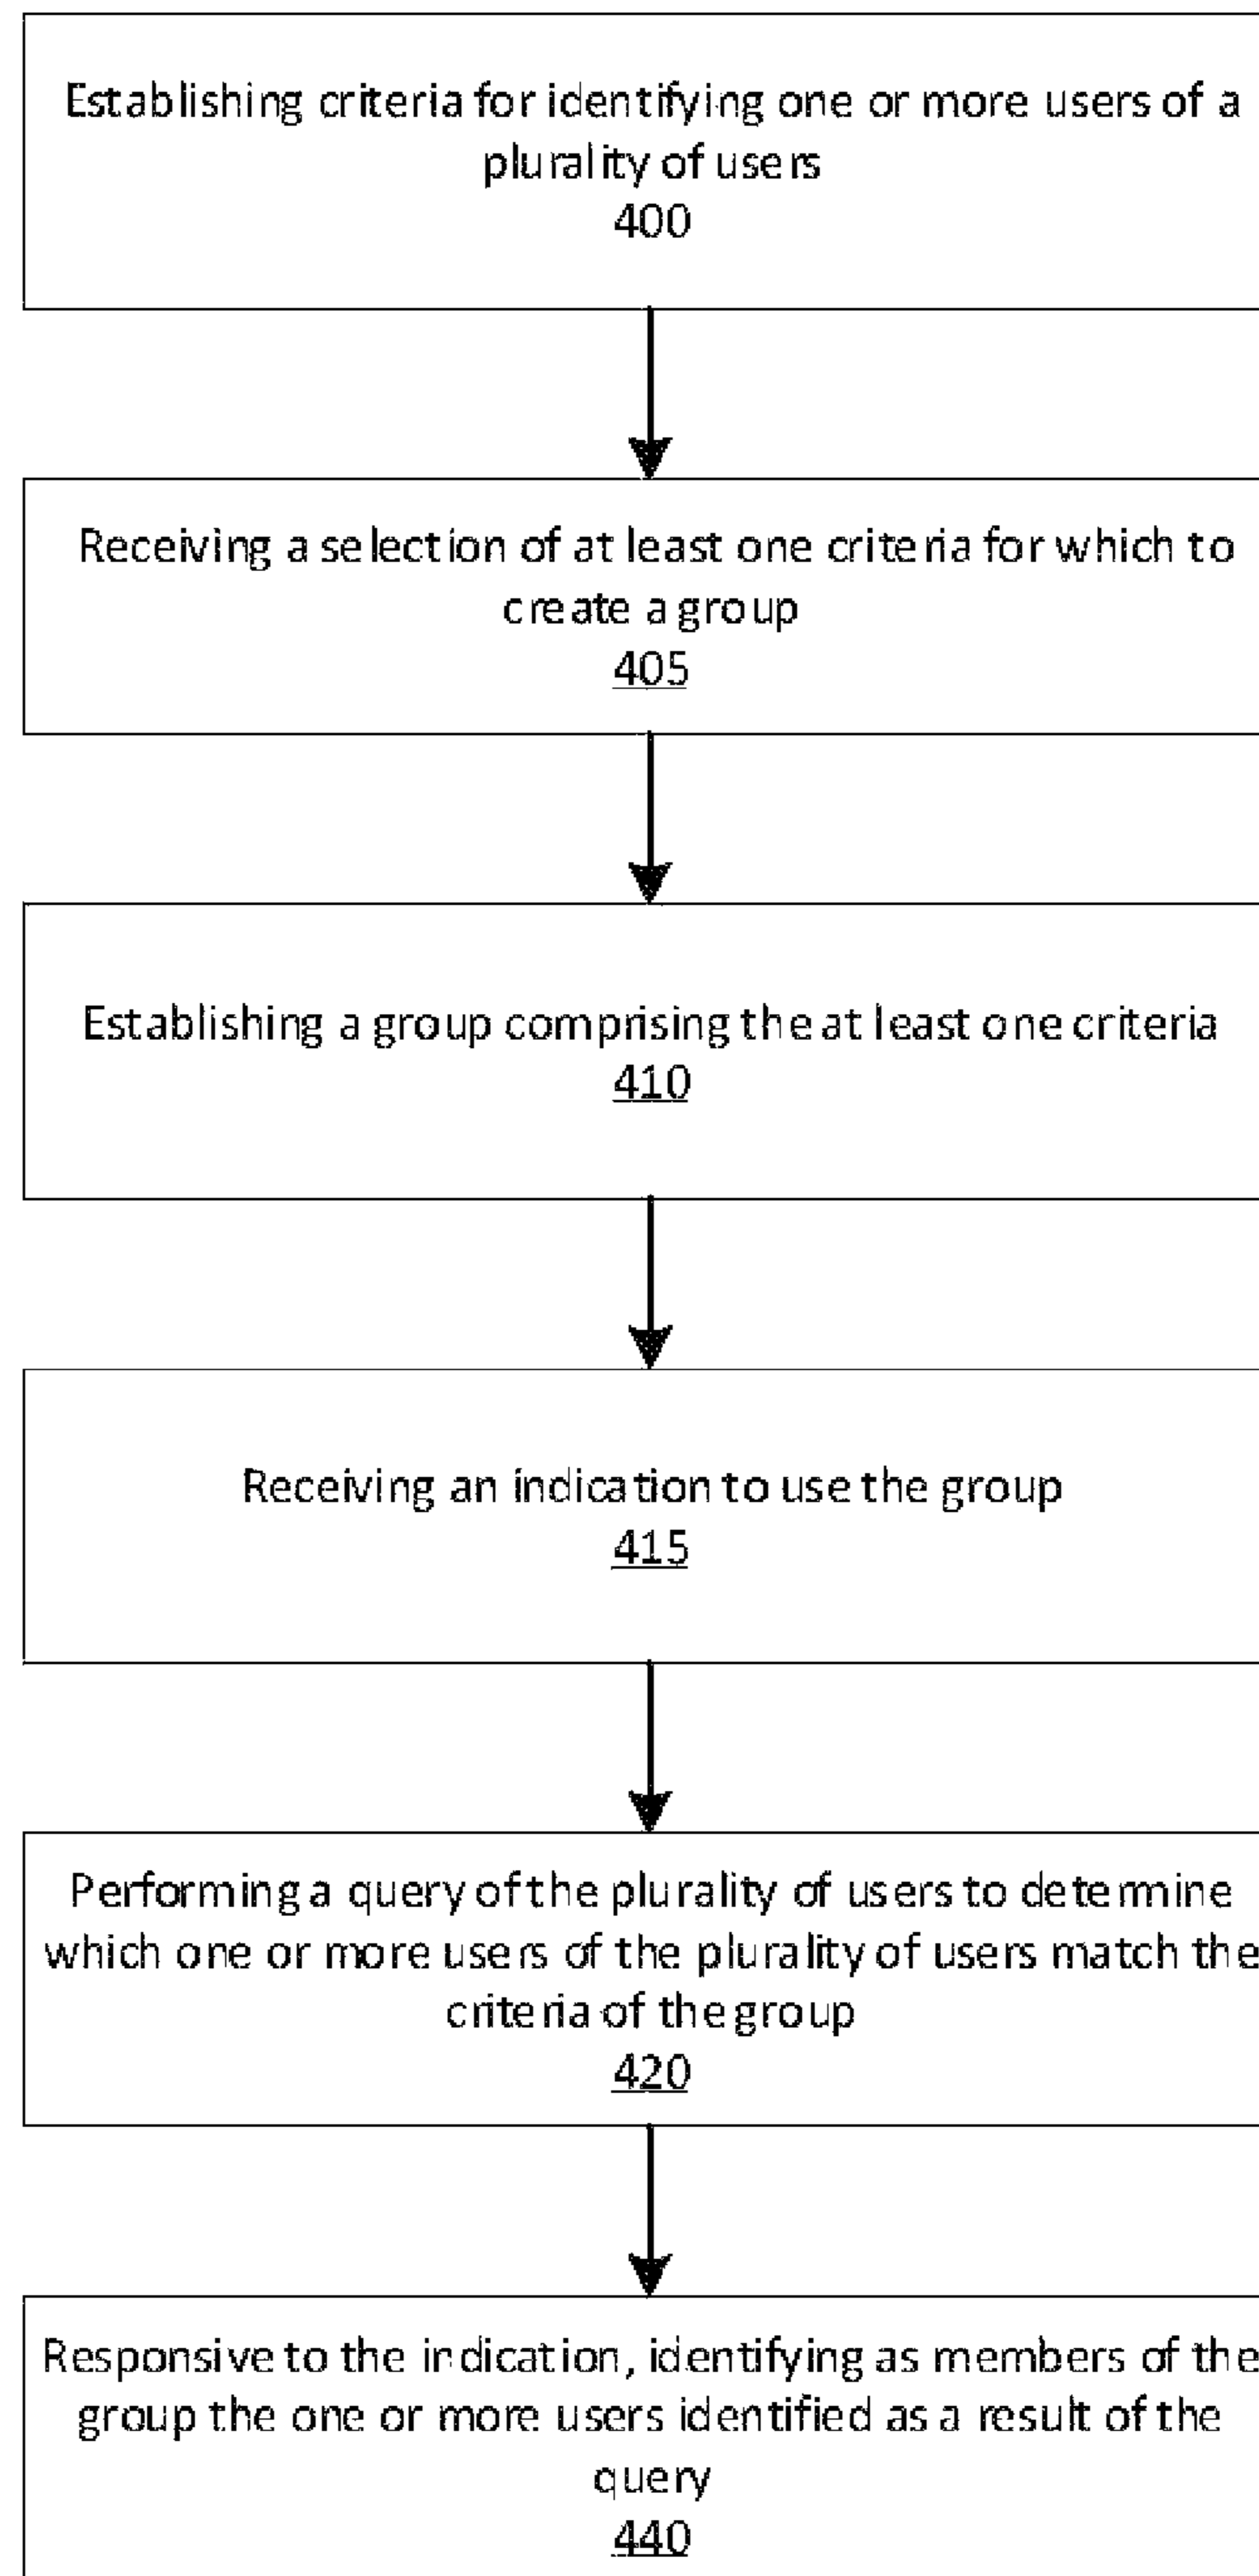 Establishing criteria for identifying one or more users of a
plurality of users
400
Receiving a selection of at least one criteria for which to
create a group
405
Establishing a group comprising the at least one criteria
410
Receiving an indication to use the group
415
Performing a query of the plurality of users to determine
which one or more users of the plurality of users match the
criteria of the group
420
Responsive to the indication, identifying as members of the
group the one or more users identified as a result of the
query
440